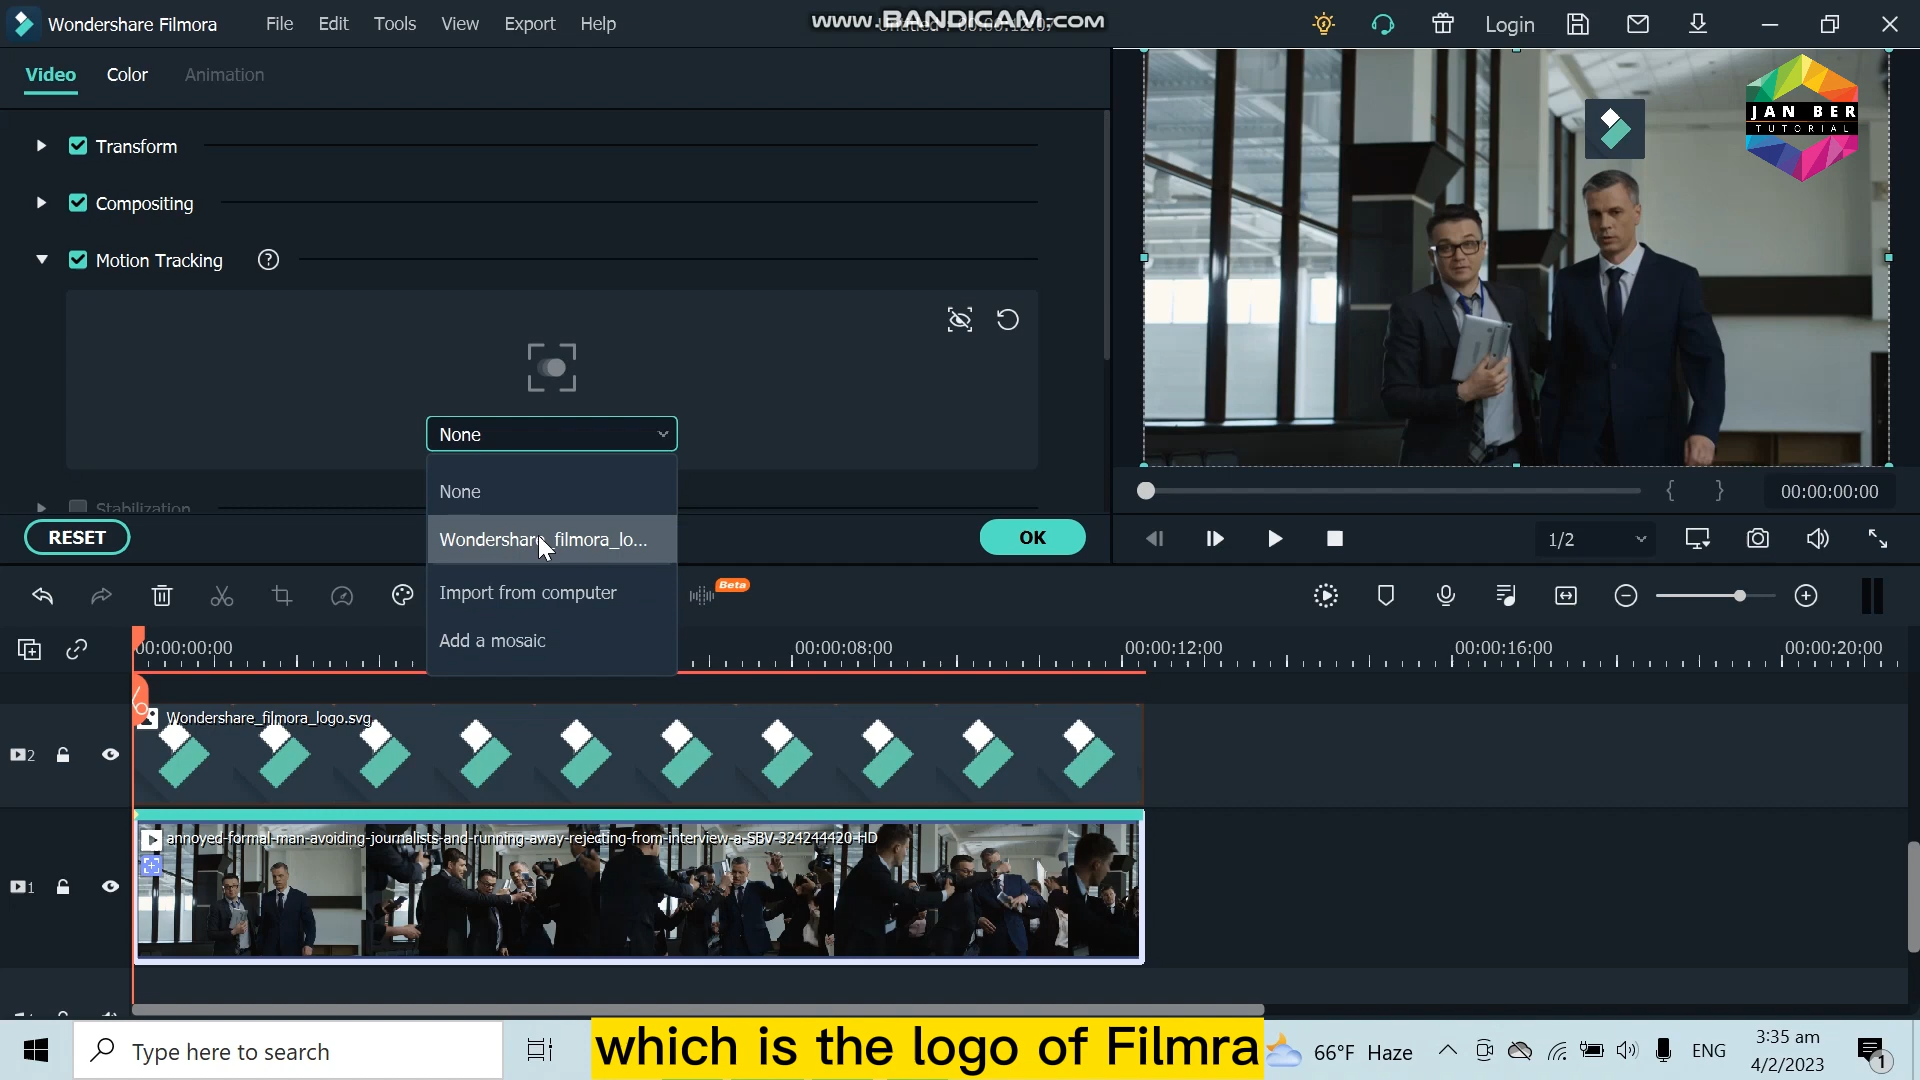 Wondershare Filmora
File
Edit
Tools
View
Export
Help
www.BANDICAM.com
Login
Video
Color
Animation
Transform
Compositing
Motion Tracking
None
None
Wondershare_filmora_lo...
Import from computer
Add a mosaic
Stabilization
RESET
OK
JAN BER
TUTORIAL
00:00:00:00
1/2
Beta
00:00:00:00
00:00:08:00
00:00:12:00
00:00:16:00
00:00:20:00
Wondershare_filmora_logo.svg
2
annoyed-formal-man-avoiding-journalists-and-running-away-rejecting-from-interview-a-SBV-324244420-HD
1
which is the logo of Filmra
Type here to search
66°F Haze
ENG
3:35 am
4/2/2023
1